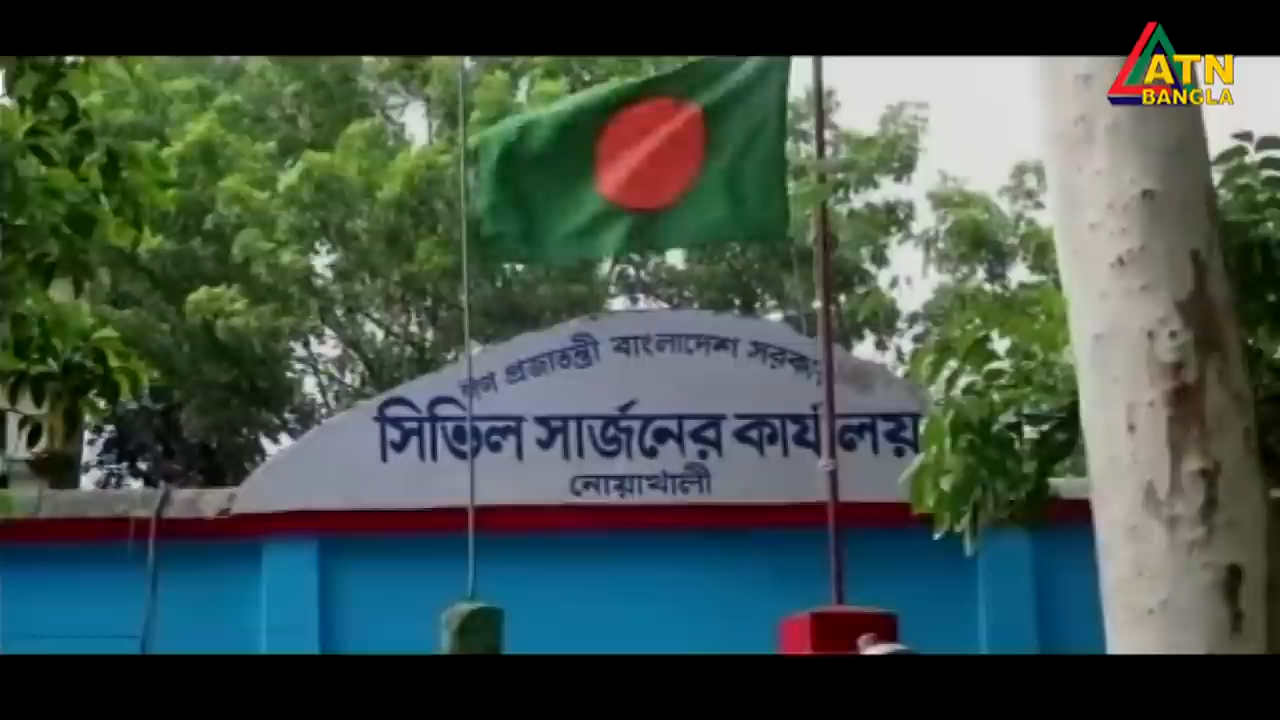 ATN
BANGLA
প্রজাতন্ত্রী বাংলাদেশ
সিভিল সার্জনের কার্যালয়
নোয়াখালী